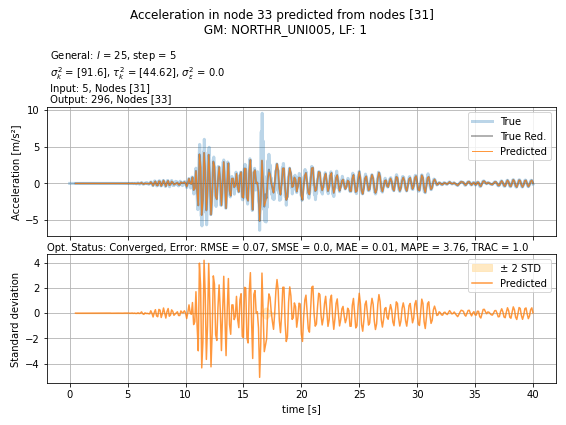 Acceleration in node 33 predicted from nodes [31]
GM: NORTHR_UNI005, LF: 1
General: l = 25, step = 5
σ²ₖ = [91.6], τ²ₖ = [44.62], σ²ε = 0.0
Input: 5, Nodes [31]
Output: 296, Nodes [33]
Acceleration [m/s²]
10
5
0
−5
True
True Red.
Predicted
Opt. Status: Converged, Error: RMSE = 0.07, SMSE = 0.0, MAE = 0.01, MAPE = 3.76, TRAC = 1.0
Standard deviation
4
2
0
−2
−4
± 2 STD
Predicted
0 5 10 15 20 25 30 35 40
time [s]